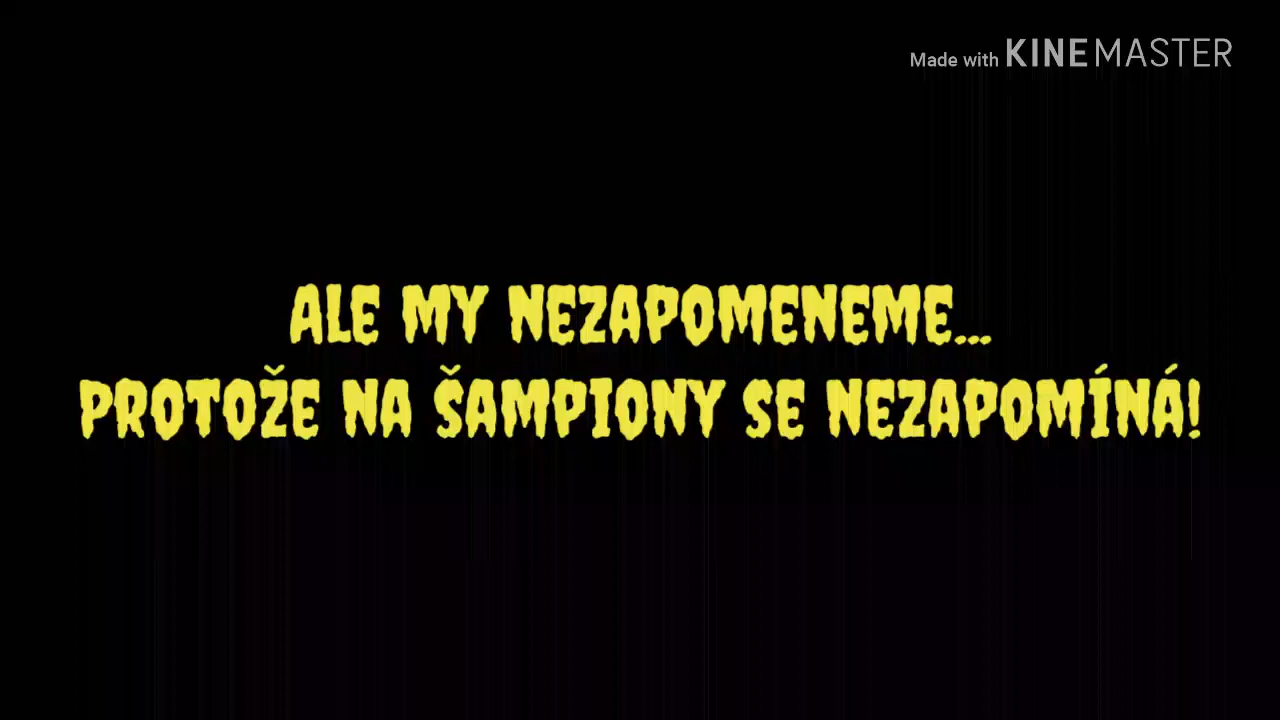 Made with KINEMASTER
ALE MY NEZAPOMENEME...
PROTOŽE NA ŠAMPIONY SE NEZAPOMÍNÁ!